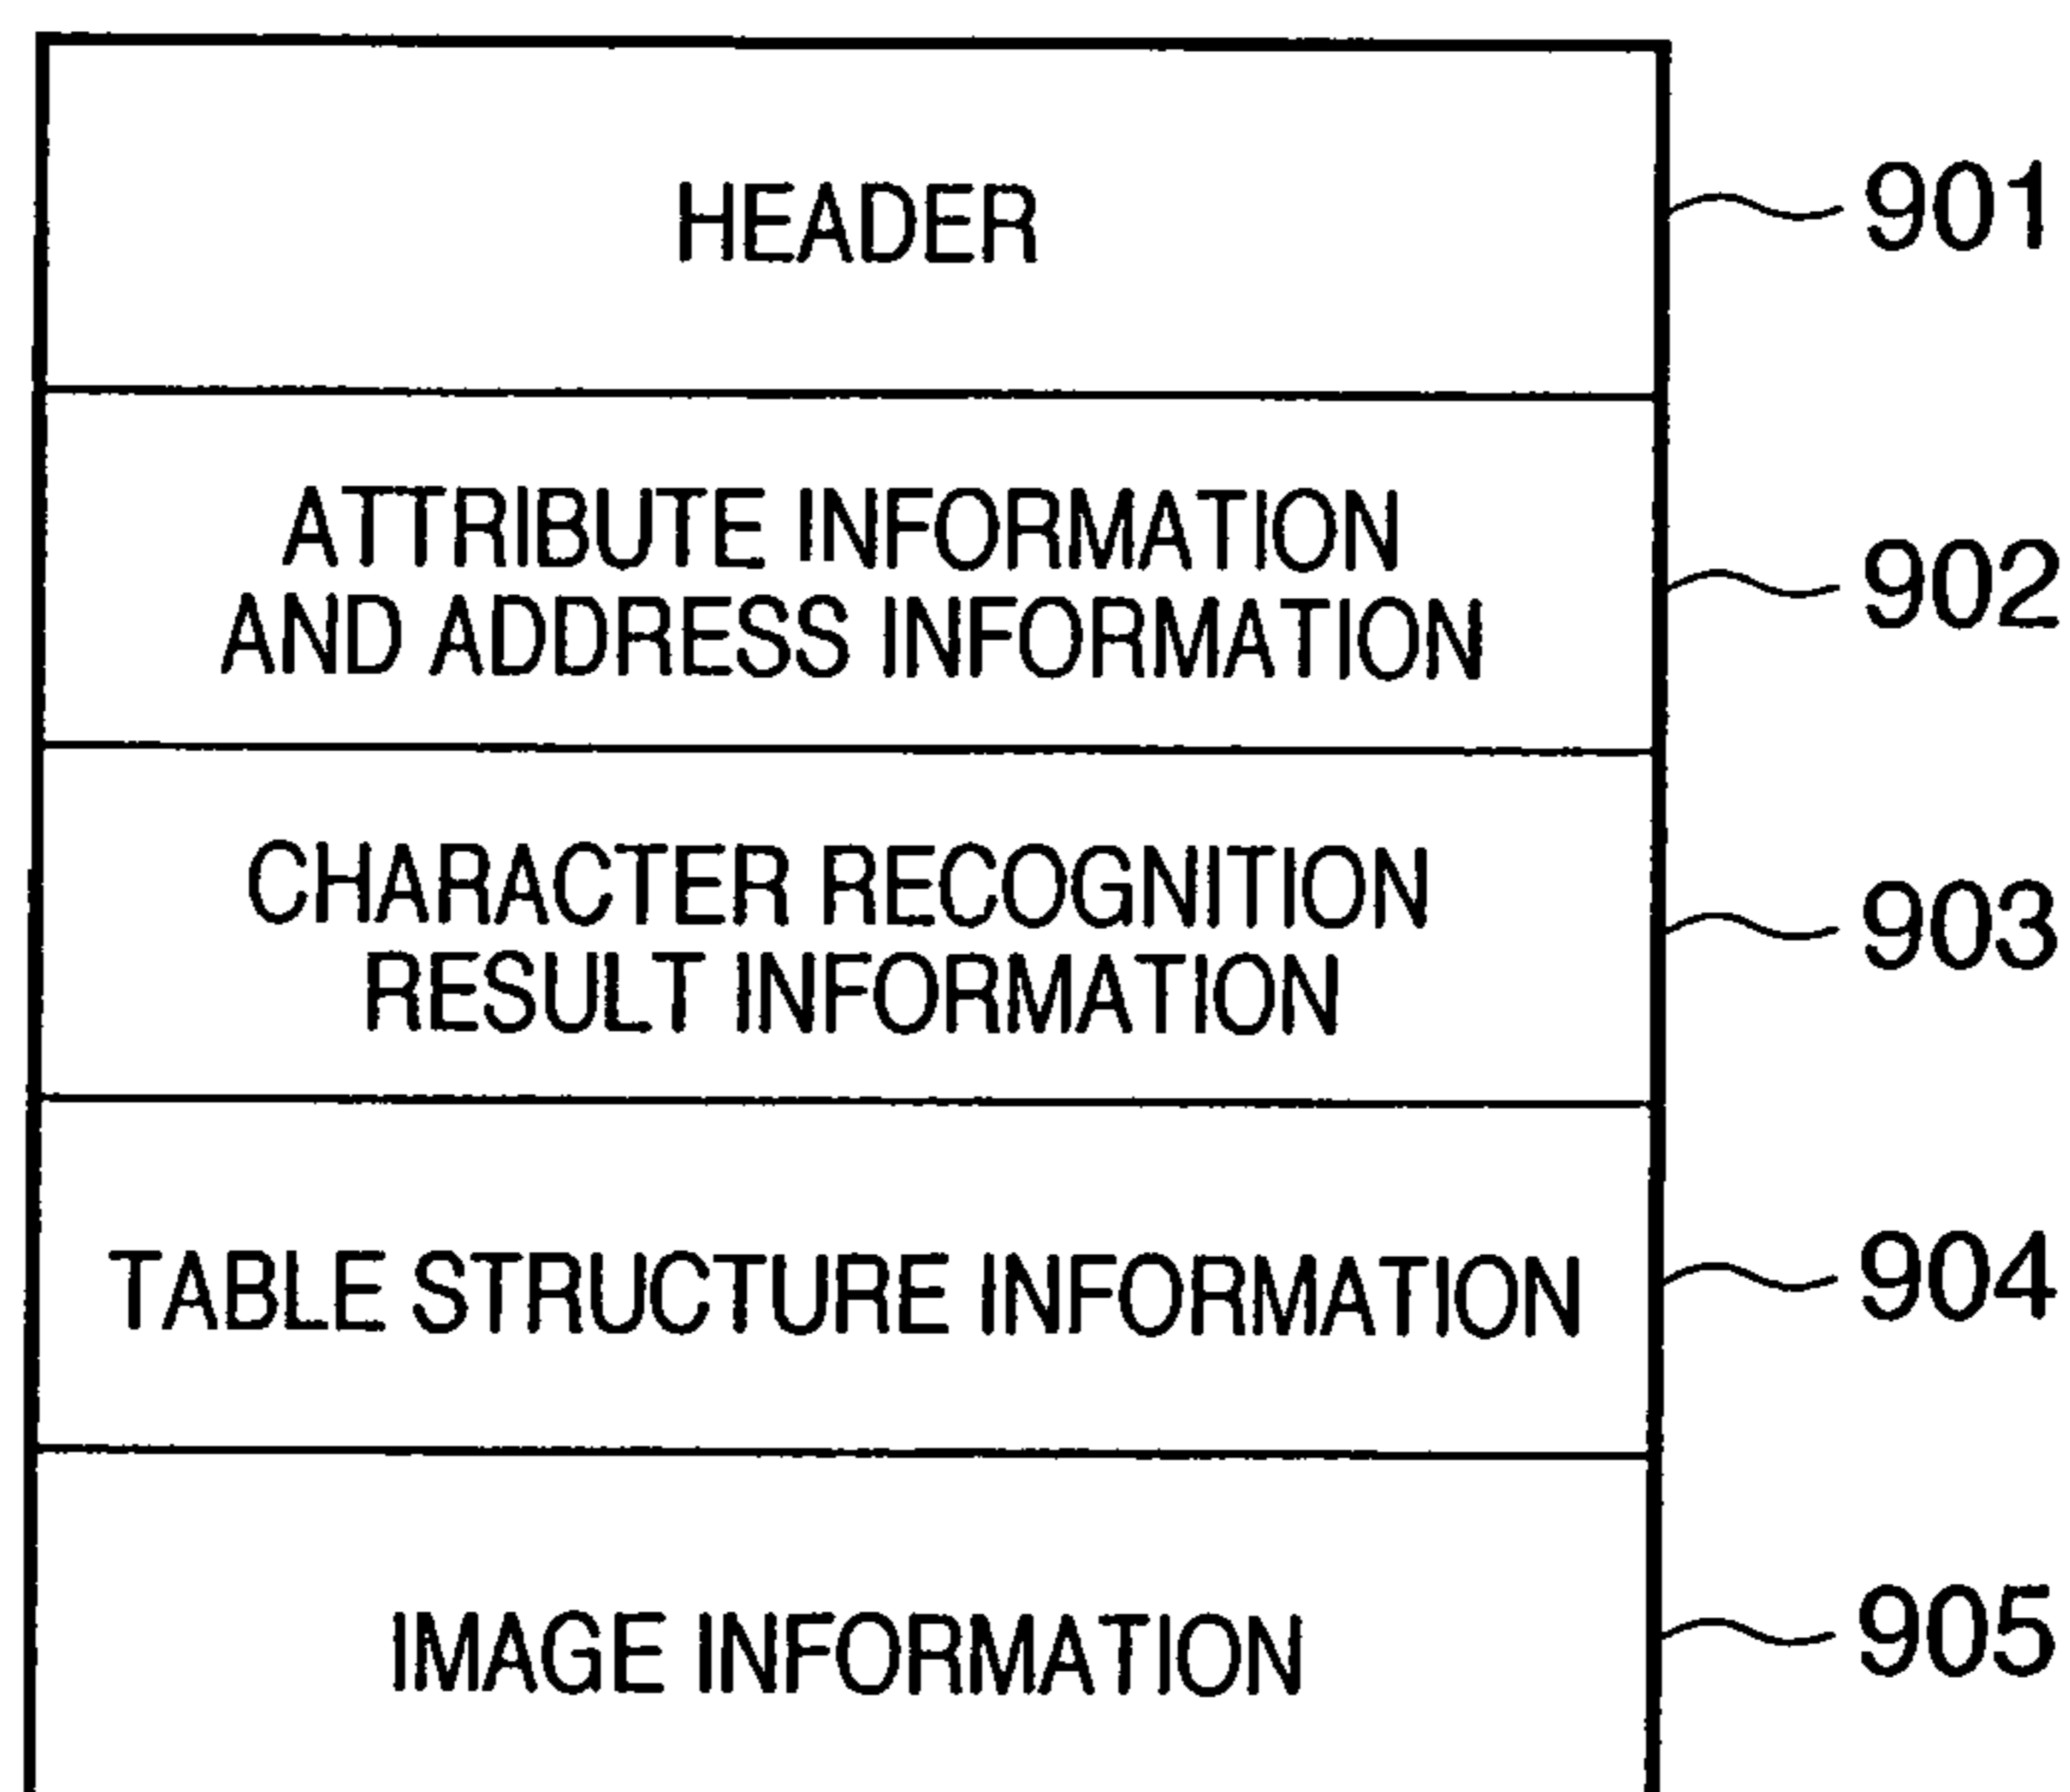 HEADER
901
ATTRIBUTE INFORMATION
AND ADDRESS INFORMATION
902
CHARACTER RECOGNITION
RESULT INFORMATION
903
TABLE STRUCTURE INFORMATION
904
IMAGE INFORMATION
905